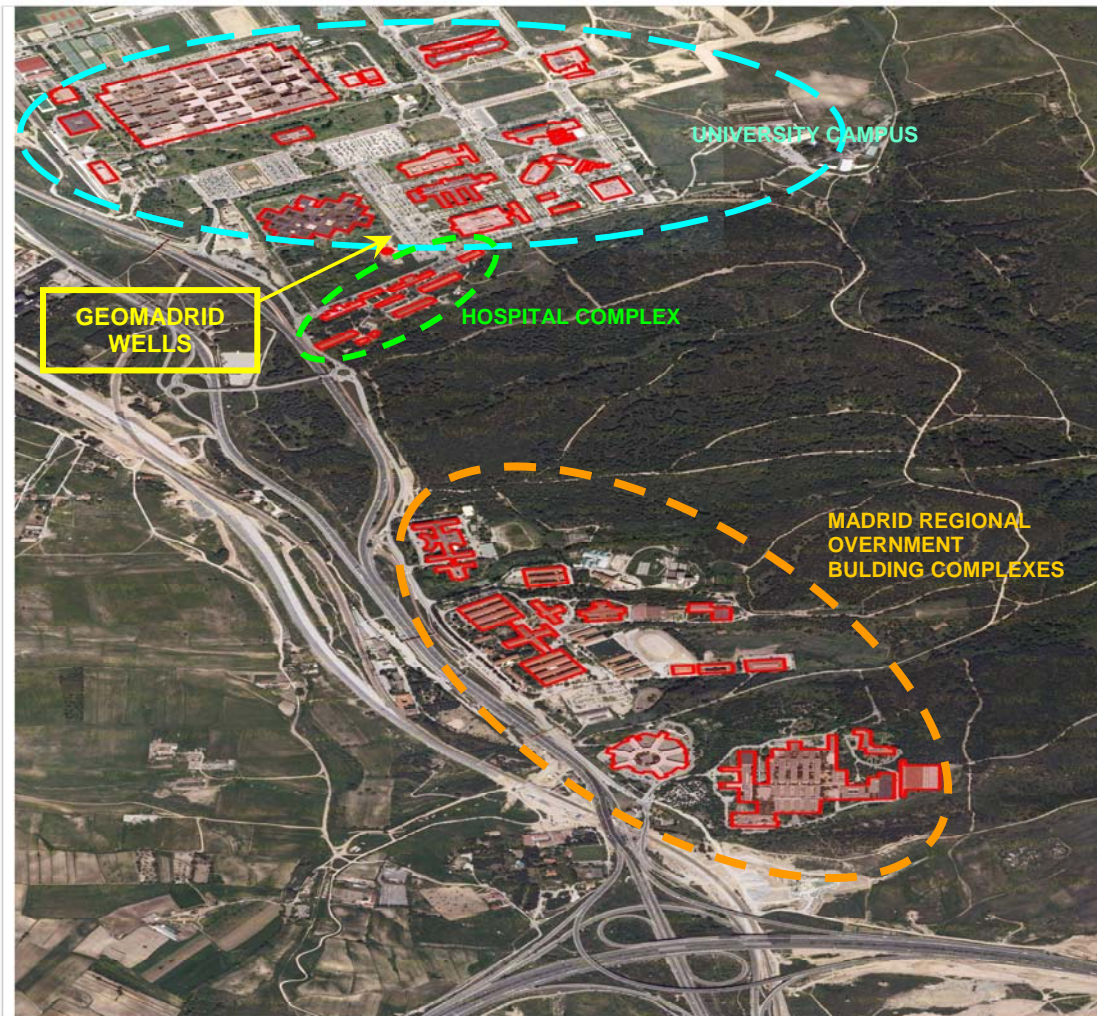 UNIVERSITY CAMPUS
GEOMADRID
WELLS
HOSPITAL COMPLEX
MADRID REGIONAL
OVERNMENT
BULDING COMPLEXES